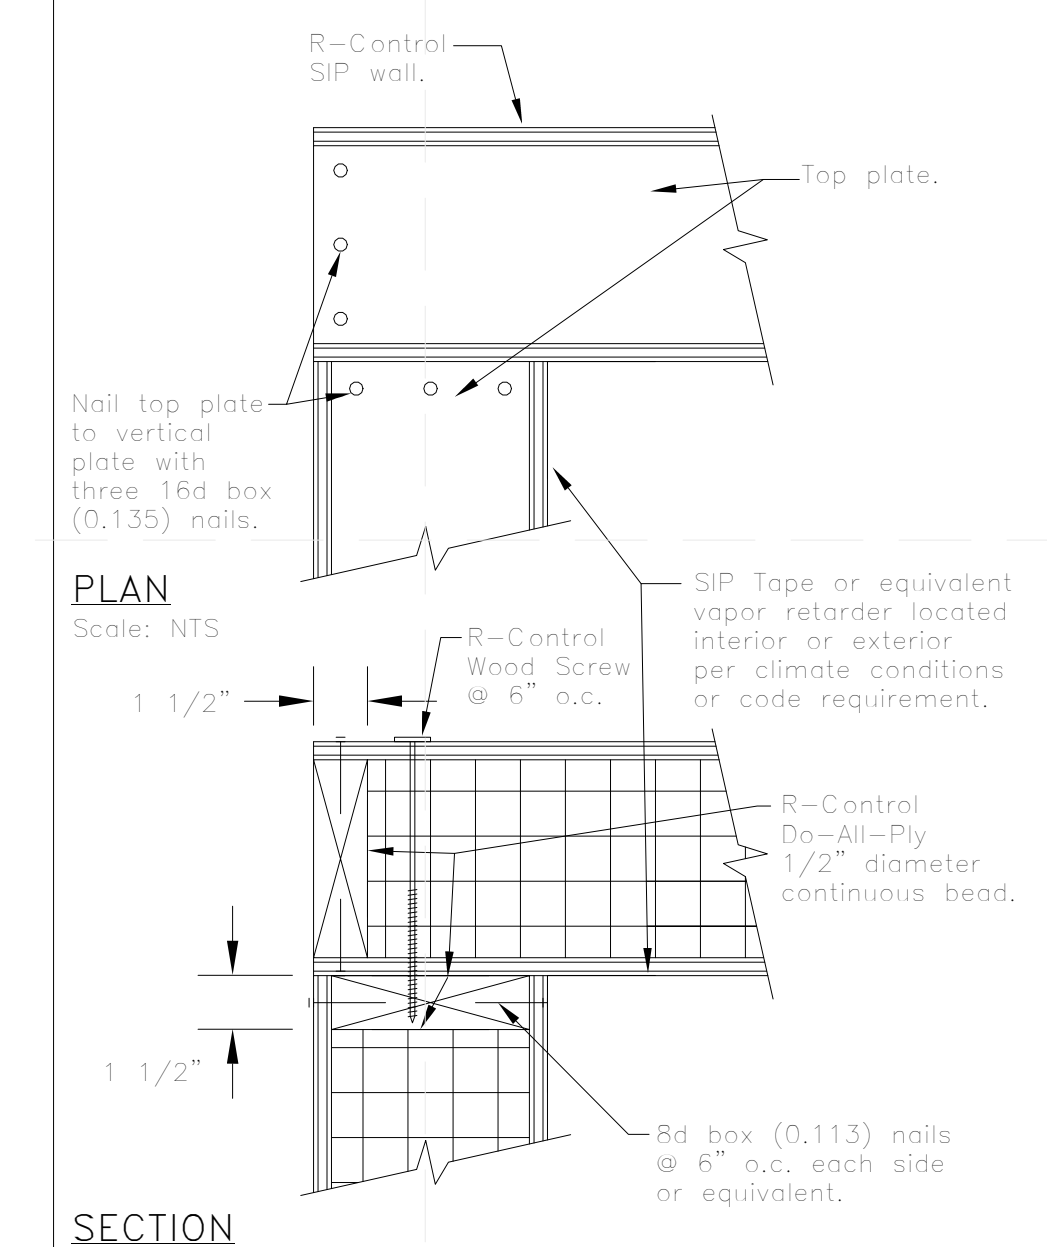 R-Control
SIP wall.
Top plate.
Nail top plate
to vertical
plate with
three 16d box
(0.135) nails.
PLAN
Scale: NTS
SIP Tape or equivalent
vapor retarder located
interior or exterior
per climate conditions
or code requirement.
R-Control
Wood Screw
@ 6" o.c.
1 1/2"
R-Control
Do-All-Ply
1/2" diameter
continuous bead.
1 1/2"
8d box (0.113) nails
@ 6" o.c. each side
or equivalent.
SECTION